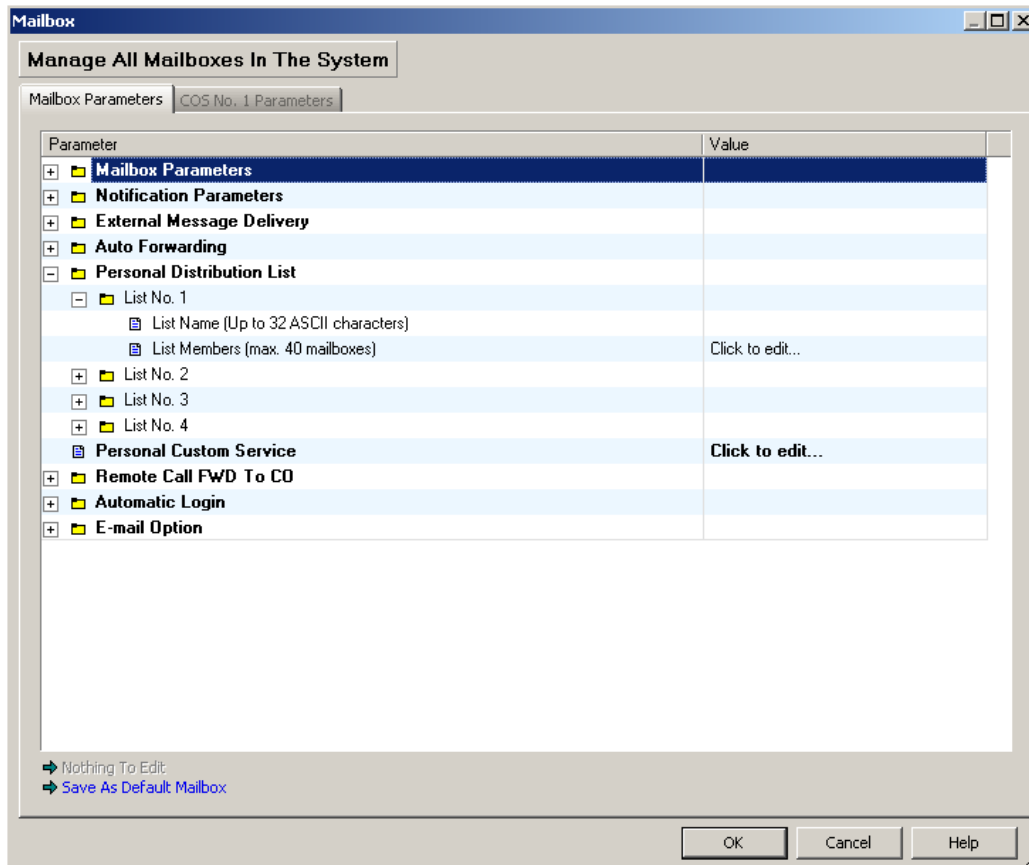 Mailbox
Manage All Mailboxes In The System
Mailbox Parameters COS No. 1 Parameters
Parameter Value
Mailbox Parameters
Notification Parameters
External Message Delivery
Auto Forwarding
Personal Distribution List
List No. 1
List Name (Up to 32 ASCII characters)
List Members (max. 40 mailboxes) Click to edit...
List No. 2
List No. 3
List No. 4
Personal Custom Service Click to edit...
Remote Call FWD To CO
Automatic Login
E-mail Option
Nothing To Edit
Save As Default Mailbox
OK Cancel Help